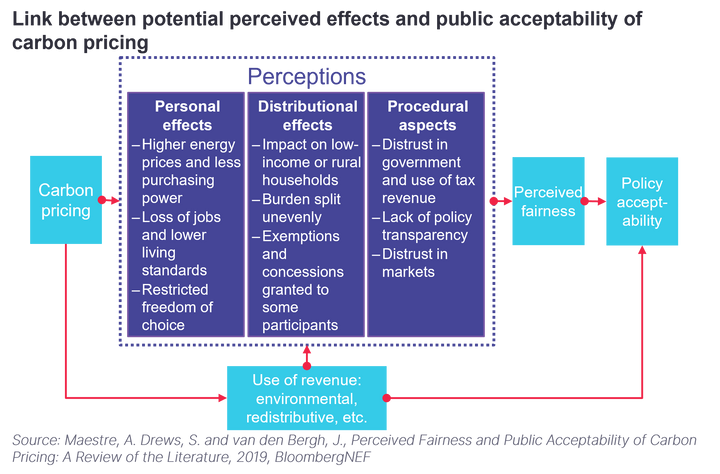 Link between potential perceived effects and public acceptability of
carbon pricing
Perceptions
Personal
effects
–Higher energy
prices and less
purchasing
power
–Loss of jobs
and lower
living
standards
–Restricted
freedom of
choice
Distributional
effects
–Impact on low-
income or rural
households
–Burden split
unevenly
–Exemptions
and
concessions
granted to
some
participants
Procedural
aspects
–Distrust in
government
and use of tax
revenue
–Lack of policy
transparency
–Distrust in
markets
Carbon
pricing
Perceived
fairness
Policy
accept-
ability
Use of revenue:
environmental,
redistributive, etc.
Source: Maestre, A. Drews, S. and van den Bergh, J., Perceived Fairness and Public Acceptability of Carbon
Pricing: A Review of the Literature, 2019, BloombergNEF